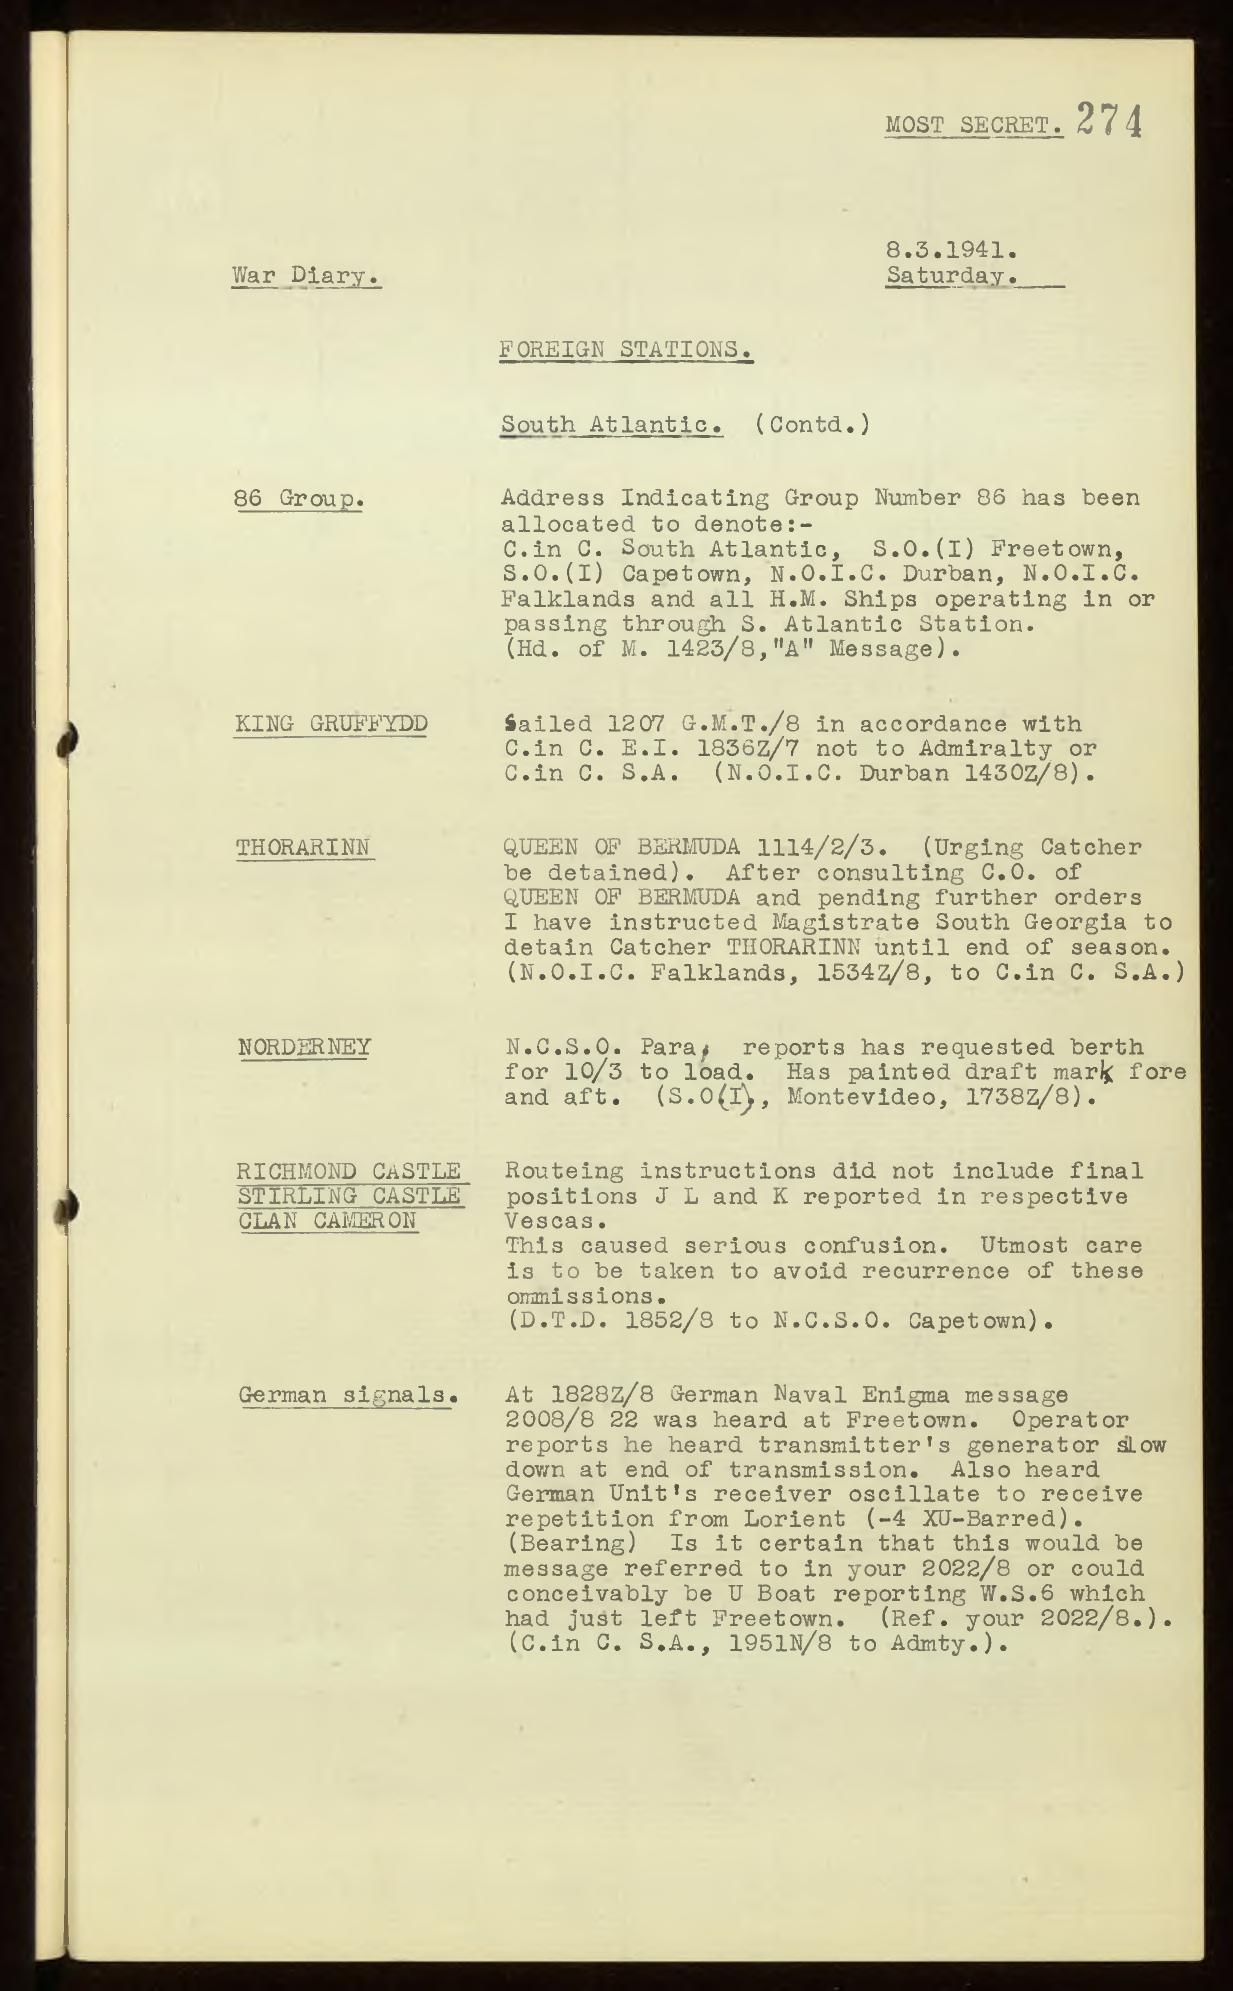 MOST SECRET. 274
8.3.1941.
War Diary.
Saturday.
FOREIGN STATIONS.
South Atlantic. (Contd.)
86 Group.
Address Indicating Group Number 86 has been
allocated to denote:-
C.in C. South Atlantic, S.O.(I) Freetown,
S.O.(I) Capetown, N.O.I.C. Durban, N.O.I.C.
Falklands and all H.M. Ships operating in or
passing through S. Atlantic Station.
(Hd. of M. 1423/8,"A" Message).
KING GRUFFYDD
Sailed 1207 G.M.T./8 in accordance with
C.in C. E.I. 1836Z/7 not to Admiralty or
C.in C. S.A. (N.O.I.C. Durban 1430Z/8).
THORARINN
QUEEN OF BERMUDA 1114/2/3. (Urging Catcher
be detained). After consulting C.O. of
QUEEN OF BERMUDA and pending further orders
I have instructed Magistrate South Georgia to
detain Catcher THORARINN until end of season.
(N.O.I.C. Falklands, 1534Z/8, to C.in C. S.A.)
NORDERNEY
N.C.S.O. Para, reports has requested berth
for 10/3 to load. Has painted draft mark fore
and aft. (S.O(I), Montevideo, 1738Z/8).
RICHMOND CASTLE
STIRLING CASTLE
CLAN CAMERON
Routeing instructions did not include final
positions J L and K reported in respective
Vescas.
This caused serious confusion. Utmost care
is to be taken to avoid recurrence of these
ommissions.
(D.T.D. 1852/8 to N.C.S.O. Capetown).
German signals.
At 1828Z/8 German Naval Enigma message
2008/8 22 was heard at Freetown. Operator
reports he heard transmitter's generator slow
down at end of transmission. Also heard
German Unit's receiver oscillate to receive
repetition from Lorient (-4 XU-Barred).
(Bearing) Is it certain that this would be
message referred to in your 2022/8 or could
conceivably be U Boat reporting W.S.6 which
had just left Freetown. (Ref. your 2022/8.).
(C.in C. S.A., 1951N/8 to Admty.).